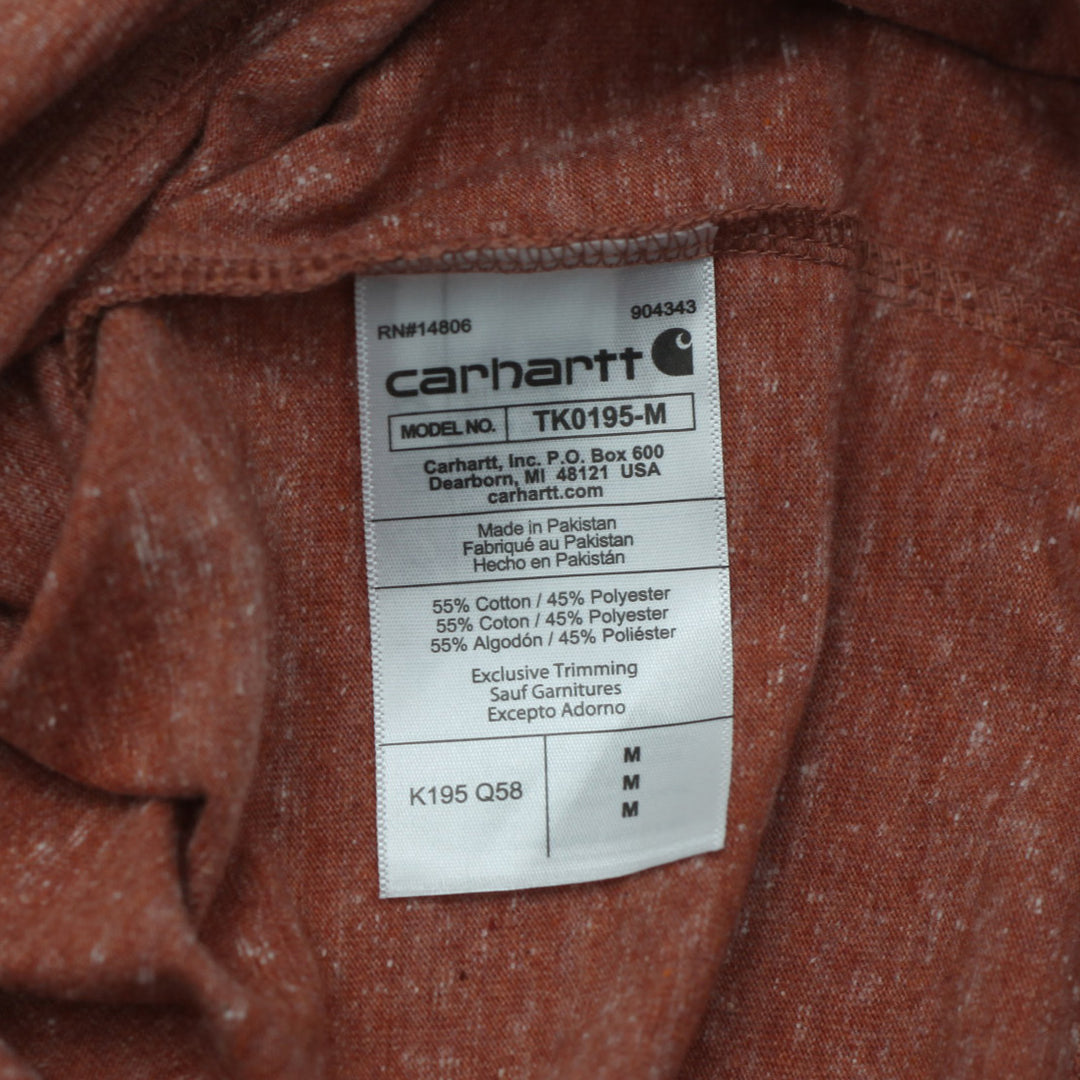 RN#14806 904343
carhartt
MODEL NO. TK0195-M
Carhartt, Inc. P.O. Box 600
Dearborn, MI 48121 USA
carhartt.com
Made in Pakistan
Fabriqué au Pakistan
Hecho en Pakistán
55% Cotton / 45% Polyester
55% Coton / 45% Polyester
55% Algodón / 45% Poliéster
Exclusive Trimming
Sauf Garnitures
Excepto Adorno
K195 Q58
M
M
M